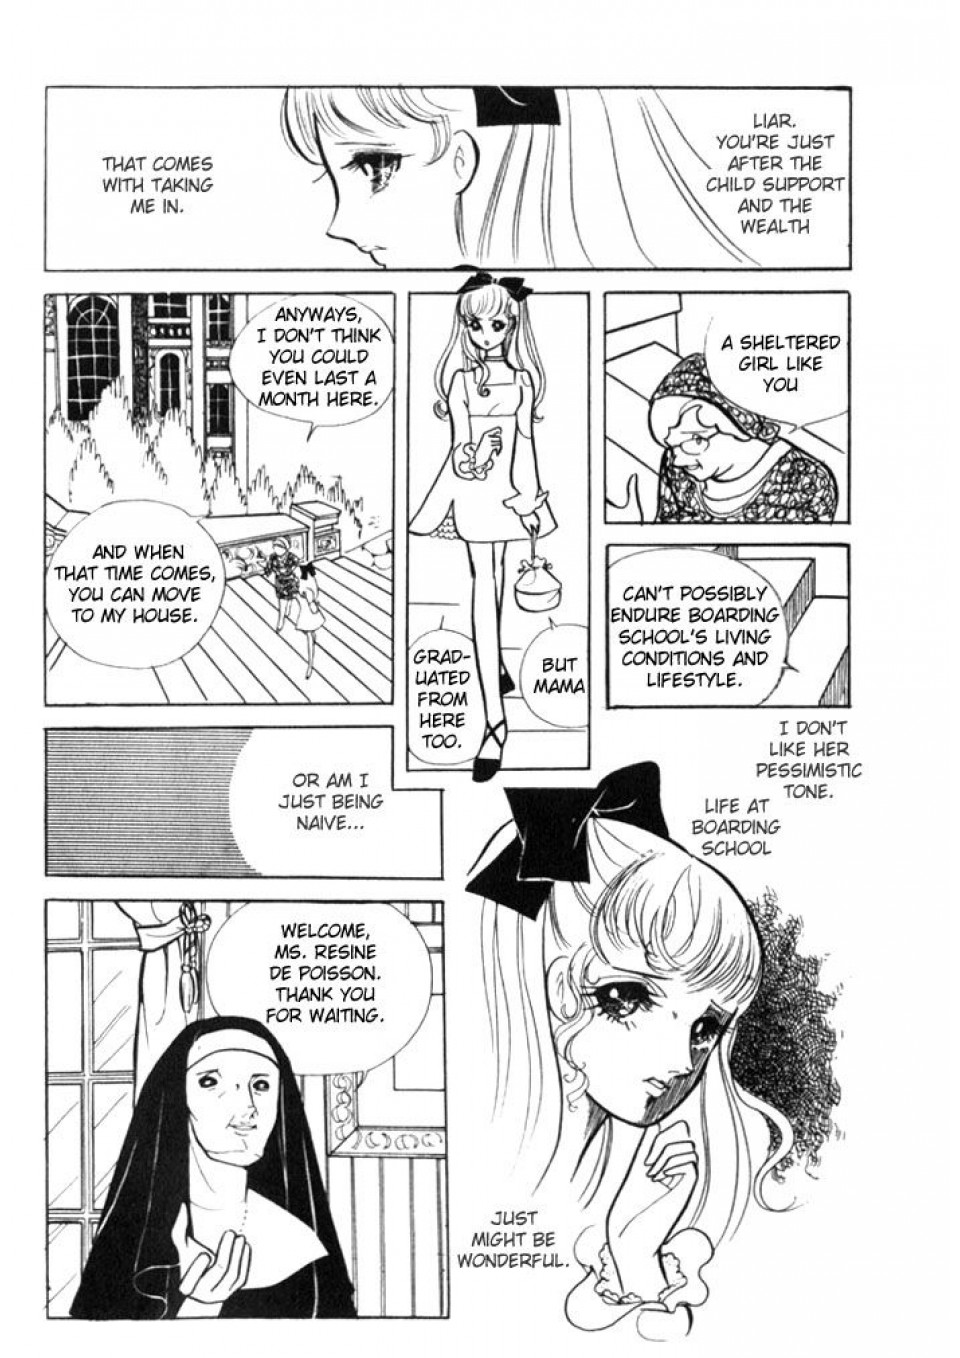 LIAR.
YOU'RE JUST
AFTER THE
CHILD SUPPORT
AND THE
WEALTH
THAT COMES
WITH TAKING
ME IN.
A SHELTERED
GIRL LIKE
YOU
CAN'T POSSIBLY
ENDURE BOARDING
SCHOOL'S LIVING
CONDITIONS AND
LIFESTYLE.
BUT
MAMA
GRAD-
UATED
FROM
HERE
TOO.
ANYWAYS,
I DON'T THINK
YOU COULD
EVEN LAST A
MONTH HERE.
AND WHEN
THAT TIME COMES,
YOU CAN MOVE
TO MY HOUSE.
I DON'T
LIKE HER
PESSIMISTIC
TONE.
LIFE AT
BOARDING
SCHOOL
JUST
MIGHT BE
WONDERFUL.
OR AM I
JUST BEING
NAIVE...
WELCOME,
MS. RESINE
DE POISSON.
THANK YOU
FOR WAITING.